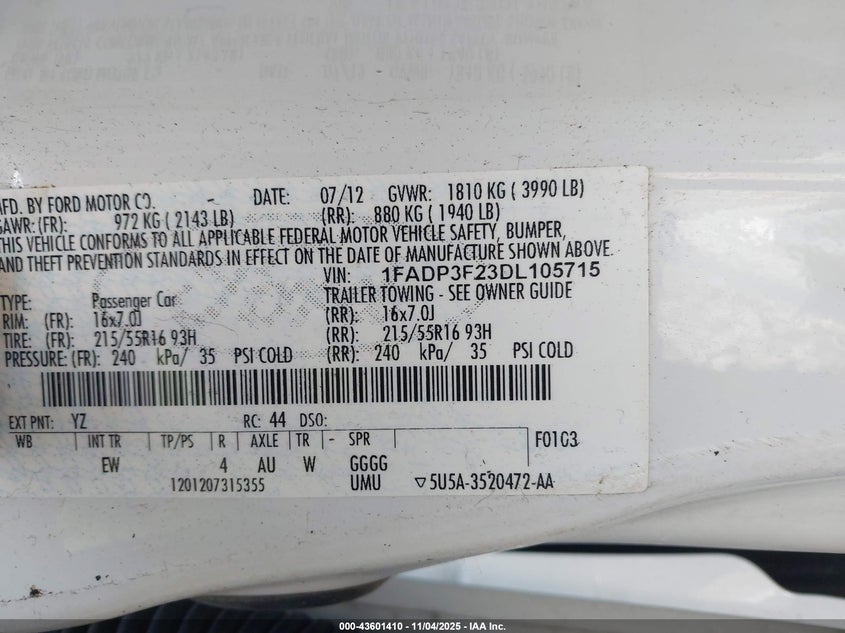 MFD. BY FORD MOTOR CO. - DATE: 07/12 GVWR: 1810 KG ( 3990 LB)
GAWR: (FR): 972 KG ( 2143 LB) (RR): 880 KG ( 1940 LB)
THIS VEHICLE CONFORMS TO ALL APPLICABLE FEDERAL MOTOR VEHICLE SAFETY, BUMPER,
AND THEFT PREVENTION STANDARDS IN EFFECT ON THE DATE OF MANUFACTURE SHOWN ABOVE.
VIN: 1FADP3F23DL105715
TYPE: Passenger Car TRAILER TOWING - SEE OWNER GUIDE
RIM: (FR): 16x7.0J (RR): 16x7.0J
TIRE: (FR): 215/55R16 93H (RR): 215/55R16 93H
PRESSURE: (FR): 240 kPa/ 35 PSI COLD (RR): 240 kPa/ 35 PSI COLD
EXT PNT: YZ RC: 44 DSO:
WB INT TR TP/PS R AXLE TR - SPR F01G3
EW 4 AU W GGGG
1201207315355 UMU ▽5U5A-3520472-AA
000-43601410 - 11/04/2025 - IAA Inc.